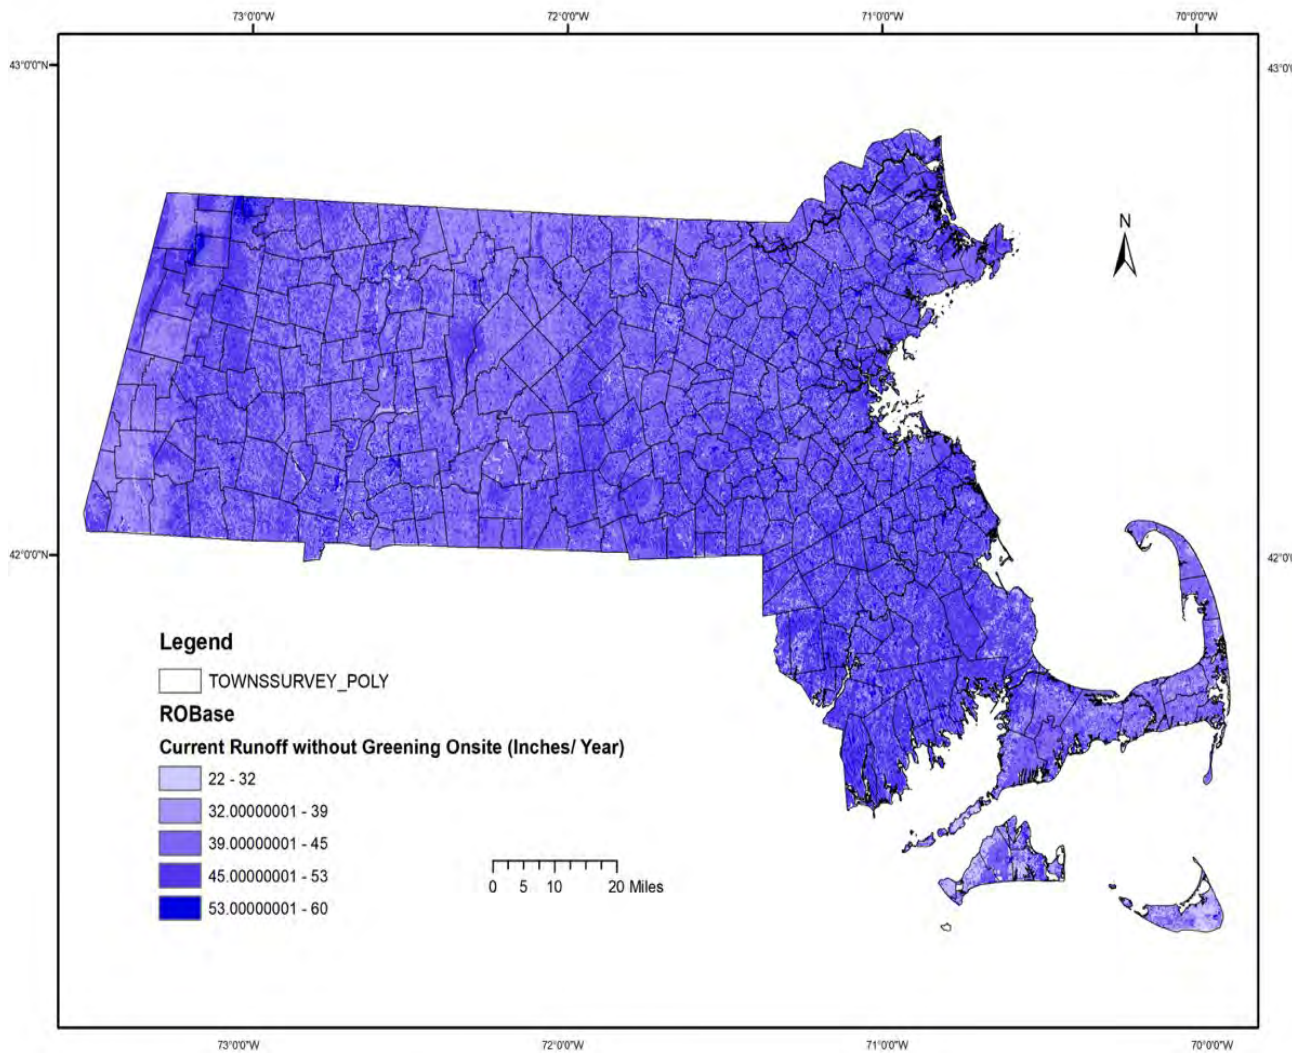 73°0'0"W 72°0'0"W 71°0'0"W 70°0'0"W
43°0'0"N
43°0'0
N
42°0'0"N
42°0'0
Legend
TOWNSSURVEY_POLY
ROBase
Current Runoff without Greening Onsite (Inches/ Year)
22 - 32
32.00000001 - 39
39.00000001 - 45
45.00000001 - 53
53.00000001 - 60
0 5 10 20 Miles
73°0'0"W 72°0'0"W 71°0'0"W 70°0'0"W